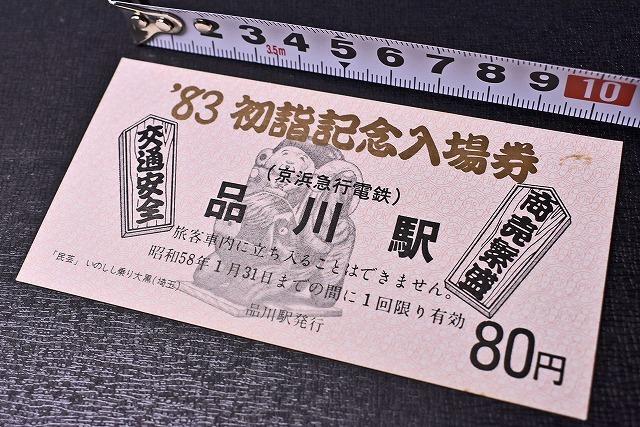 2 3 3.5m 4 5 6 7 8 9 10
'83 初詣記念入場券
(京浜急行電鉄)
交通安全
品川駅
商売繁盛
旅客車内に立ち入ることはできません。
昭和58年1月31日までの間に1回限り有効
「民芸」 いのしし乗り大黒(埼玉)
品川駅発行
80円